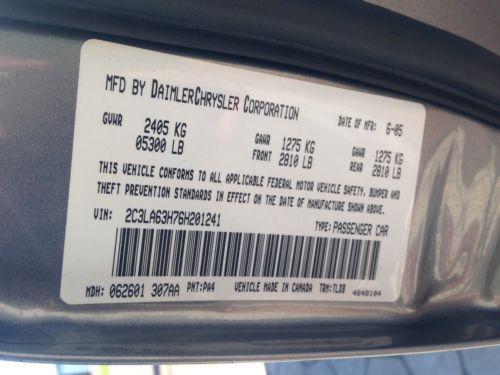 MFD BY DAIMLERCHRYSLER CORPORATION DATE OF MFR: 6-05
GVWR 2405 KG GAWR 1275 KG GAWR 1275 KG
05300 LB FRONT 2810 LB REAR 2810 LB
THIS VEHICLE CONFORMS TO ALL APPLICABLE FEDERAL MOTOR VEHICLE SAFETY, BUMPER AND
THEFT PREVENTION STANDARDS IN EFFECT ON THE DATE OF MANUFACTURE SHOWN ABOVE.
VIN: 2C3LA63H76H201241 TYPE: PASSENGER CAR
MDH: 062601 307AA PNT: PA4 VEHICLE MADE IN CANADA TRM: TLDB 4648104